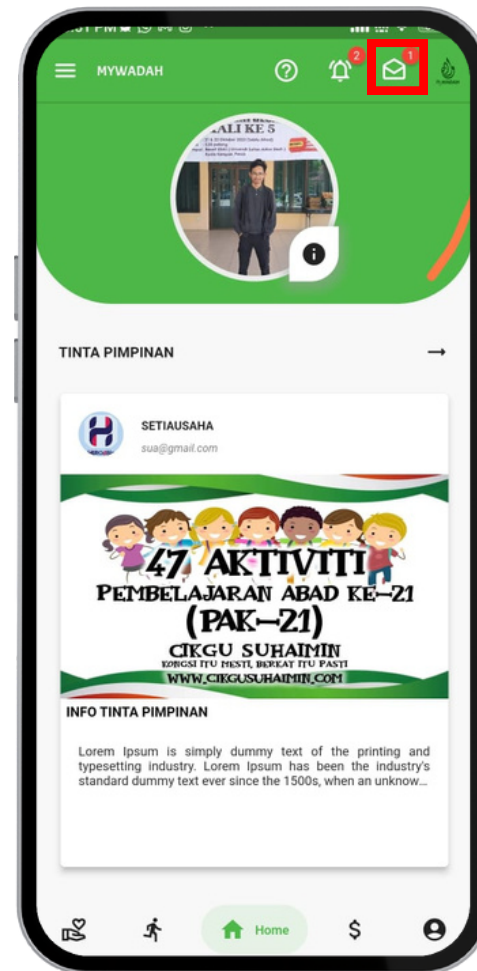 MYWADAH
2
1
ALI KE 5
TINTA PIMPINAN
SETIAUSAHA
sua@gmail.com
47 AKTIVITI
PEMBELAJARAN ABAD KE-21
(PAK-21)
CIKGU SUHAIMIN
KONGSI ITU MESTI, BERKAT ITU PASTI
WWW.CIKGUSUHAIMIN.COM
INFO TINTA PIMPINAN
Lorem Ipsum is simply dummy text of the printing and
typesetting industry. Lorem Ipsum has been the industry's
standard dummy text ever since the 1500s, when an unknow...
Home
$